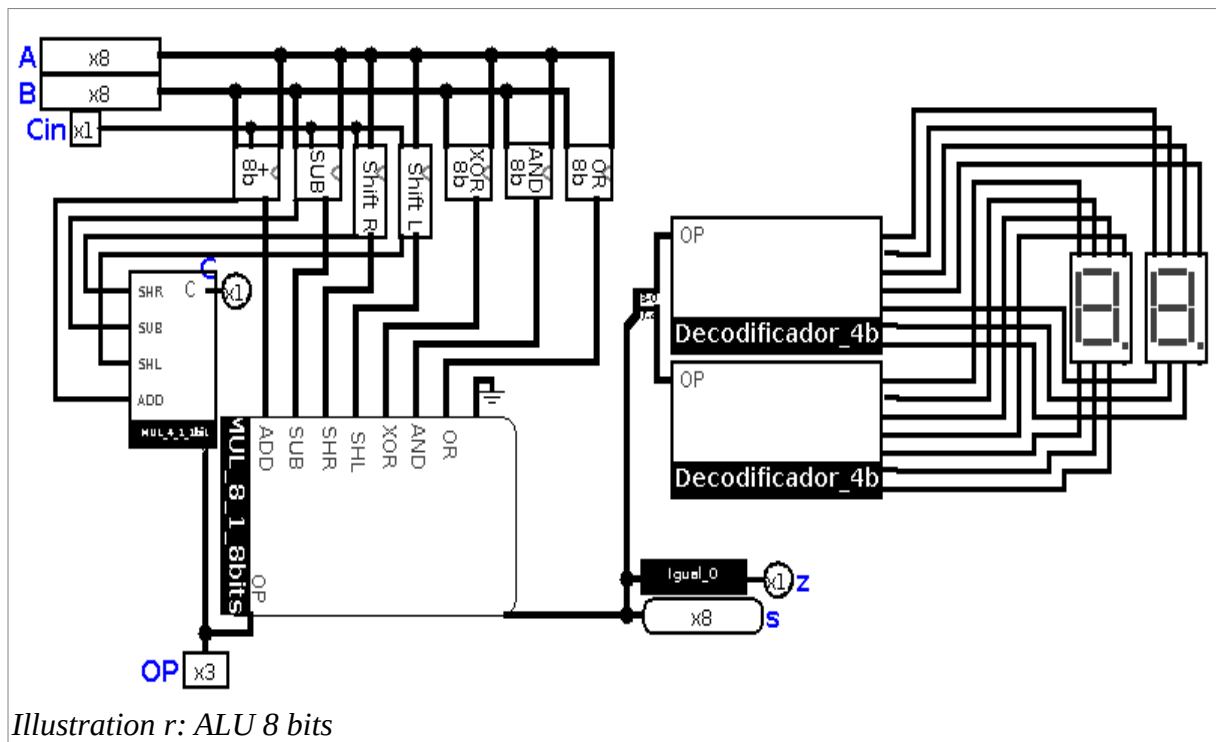 A x8
B x8
Cin x1
+ 8b
SUB
Shift R
Shift L
XOR 8b
AND 8b
OR 8b
C
SHR C x1
SUB
SHL
ADD
MUL_4_1_1bit
ADD SUB SHR SHL XOR AND OR
MUL_8_1_8bits
OP
OP x3
OP
Decodificador_4b
OP
Decodificador_4b
Igual_0 x1 z
x8 s
Illustration r: ALU 8 bits